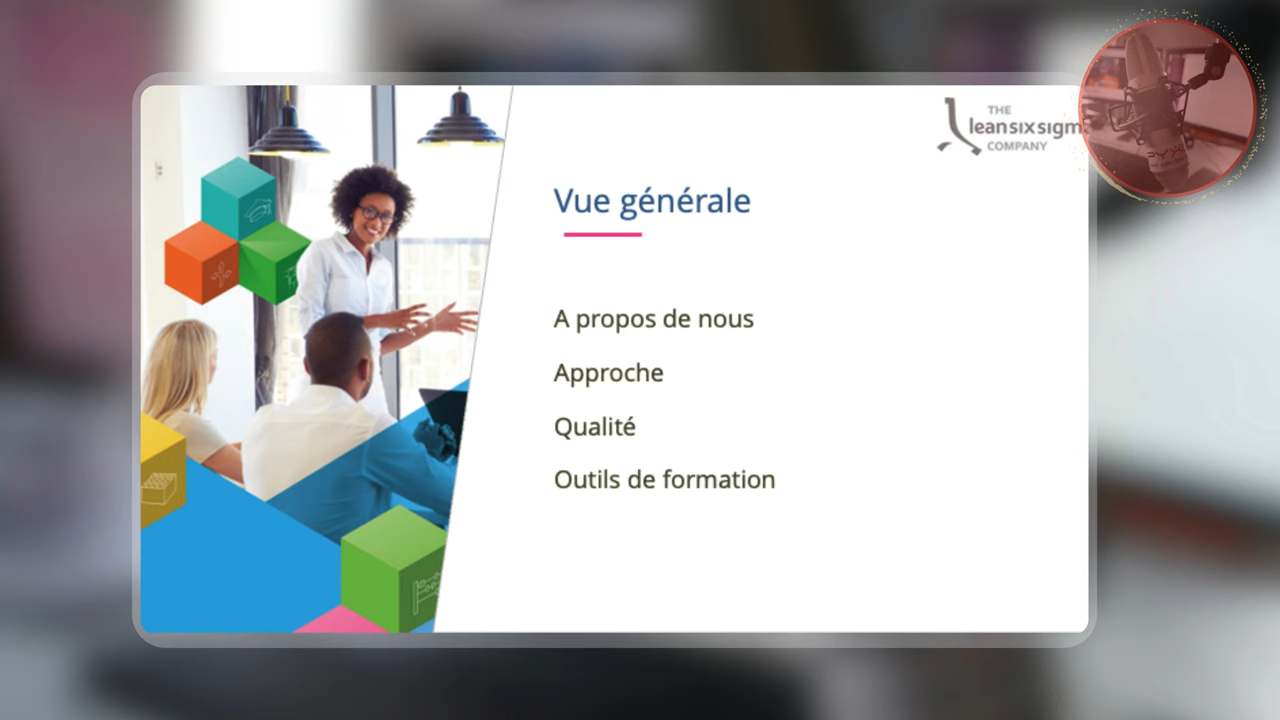 THE
leansixsigm
COMPANY
Vue générale
A propos de nous
Approche
Qualité
Outils de formation